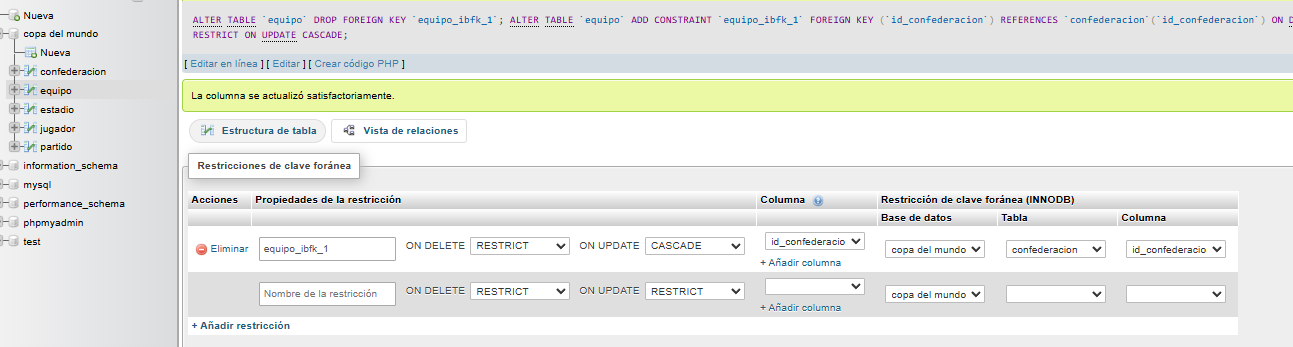 Nueva
copa del mundo
Nueva
confederacion
equipo
estadio
jugador
partido
information_schema
mysql
performance_schema
phpmyadmin
test
ALTER TABLE `equipo` DROP FOREIGN KEY `equipo_ibfk_1`; ALTER TABLE `equipo` ADD CONSTRAINT `equipo_ibfk_1` FOREIGN KEY (`id_confederacion`) REFERENCES `confederacion`(`id_confederacion`) ON D
RESTRICT ON UPDATE CASCADE;
[ Editar en línea ] [ Editar ] [ Crear código PHP ]
La columna se actualizó satisfactoriamente.
Estructura de tabla Vista de relaciones
Restricciones de clave foránea
Acciones Propiedades de la restricción Columna Restricción de clave foránea (INNODB)
Base de datos Tabla Columna
Eliminar equipo_ibfk_1 ON DELETE RESTRICT ON UPDATE CASCADE id_confederacio copa del mundo confederacion id_confederacio
+ Añadir columna
Nombre de la restricción ON DELETE RESTRICT ON UPDATE RESTRICT copa del mundo
+ Añadir columna
+ Añadir restricción